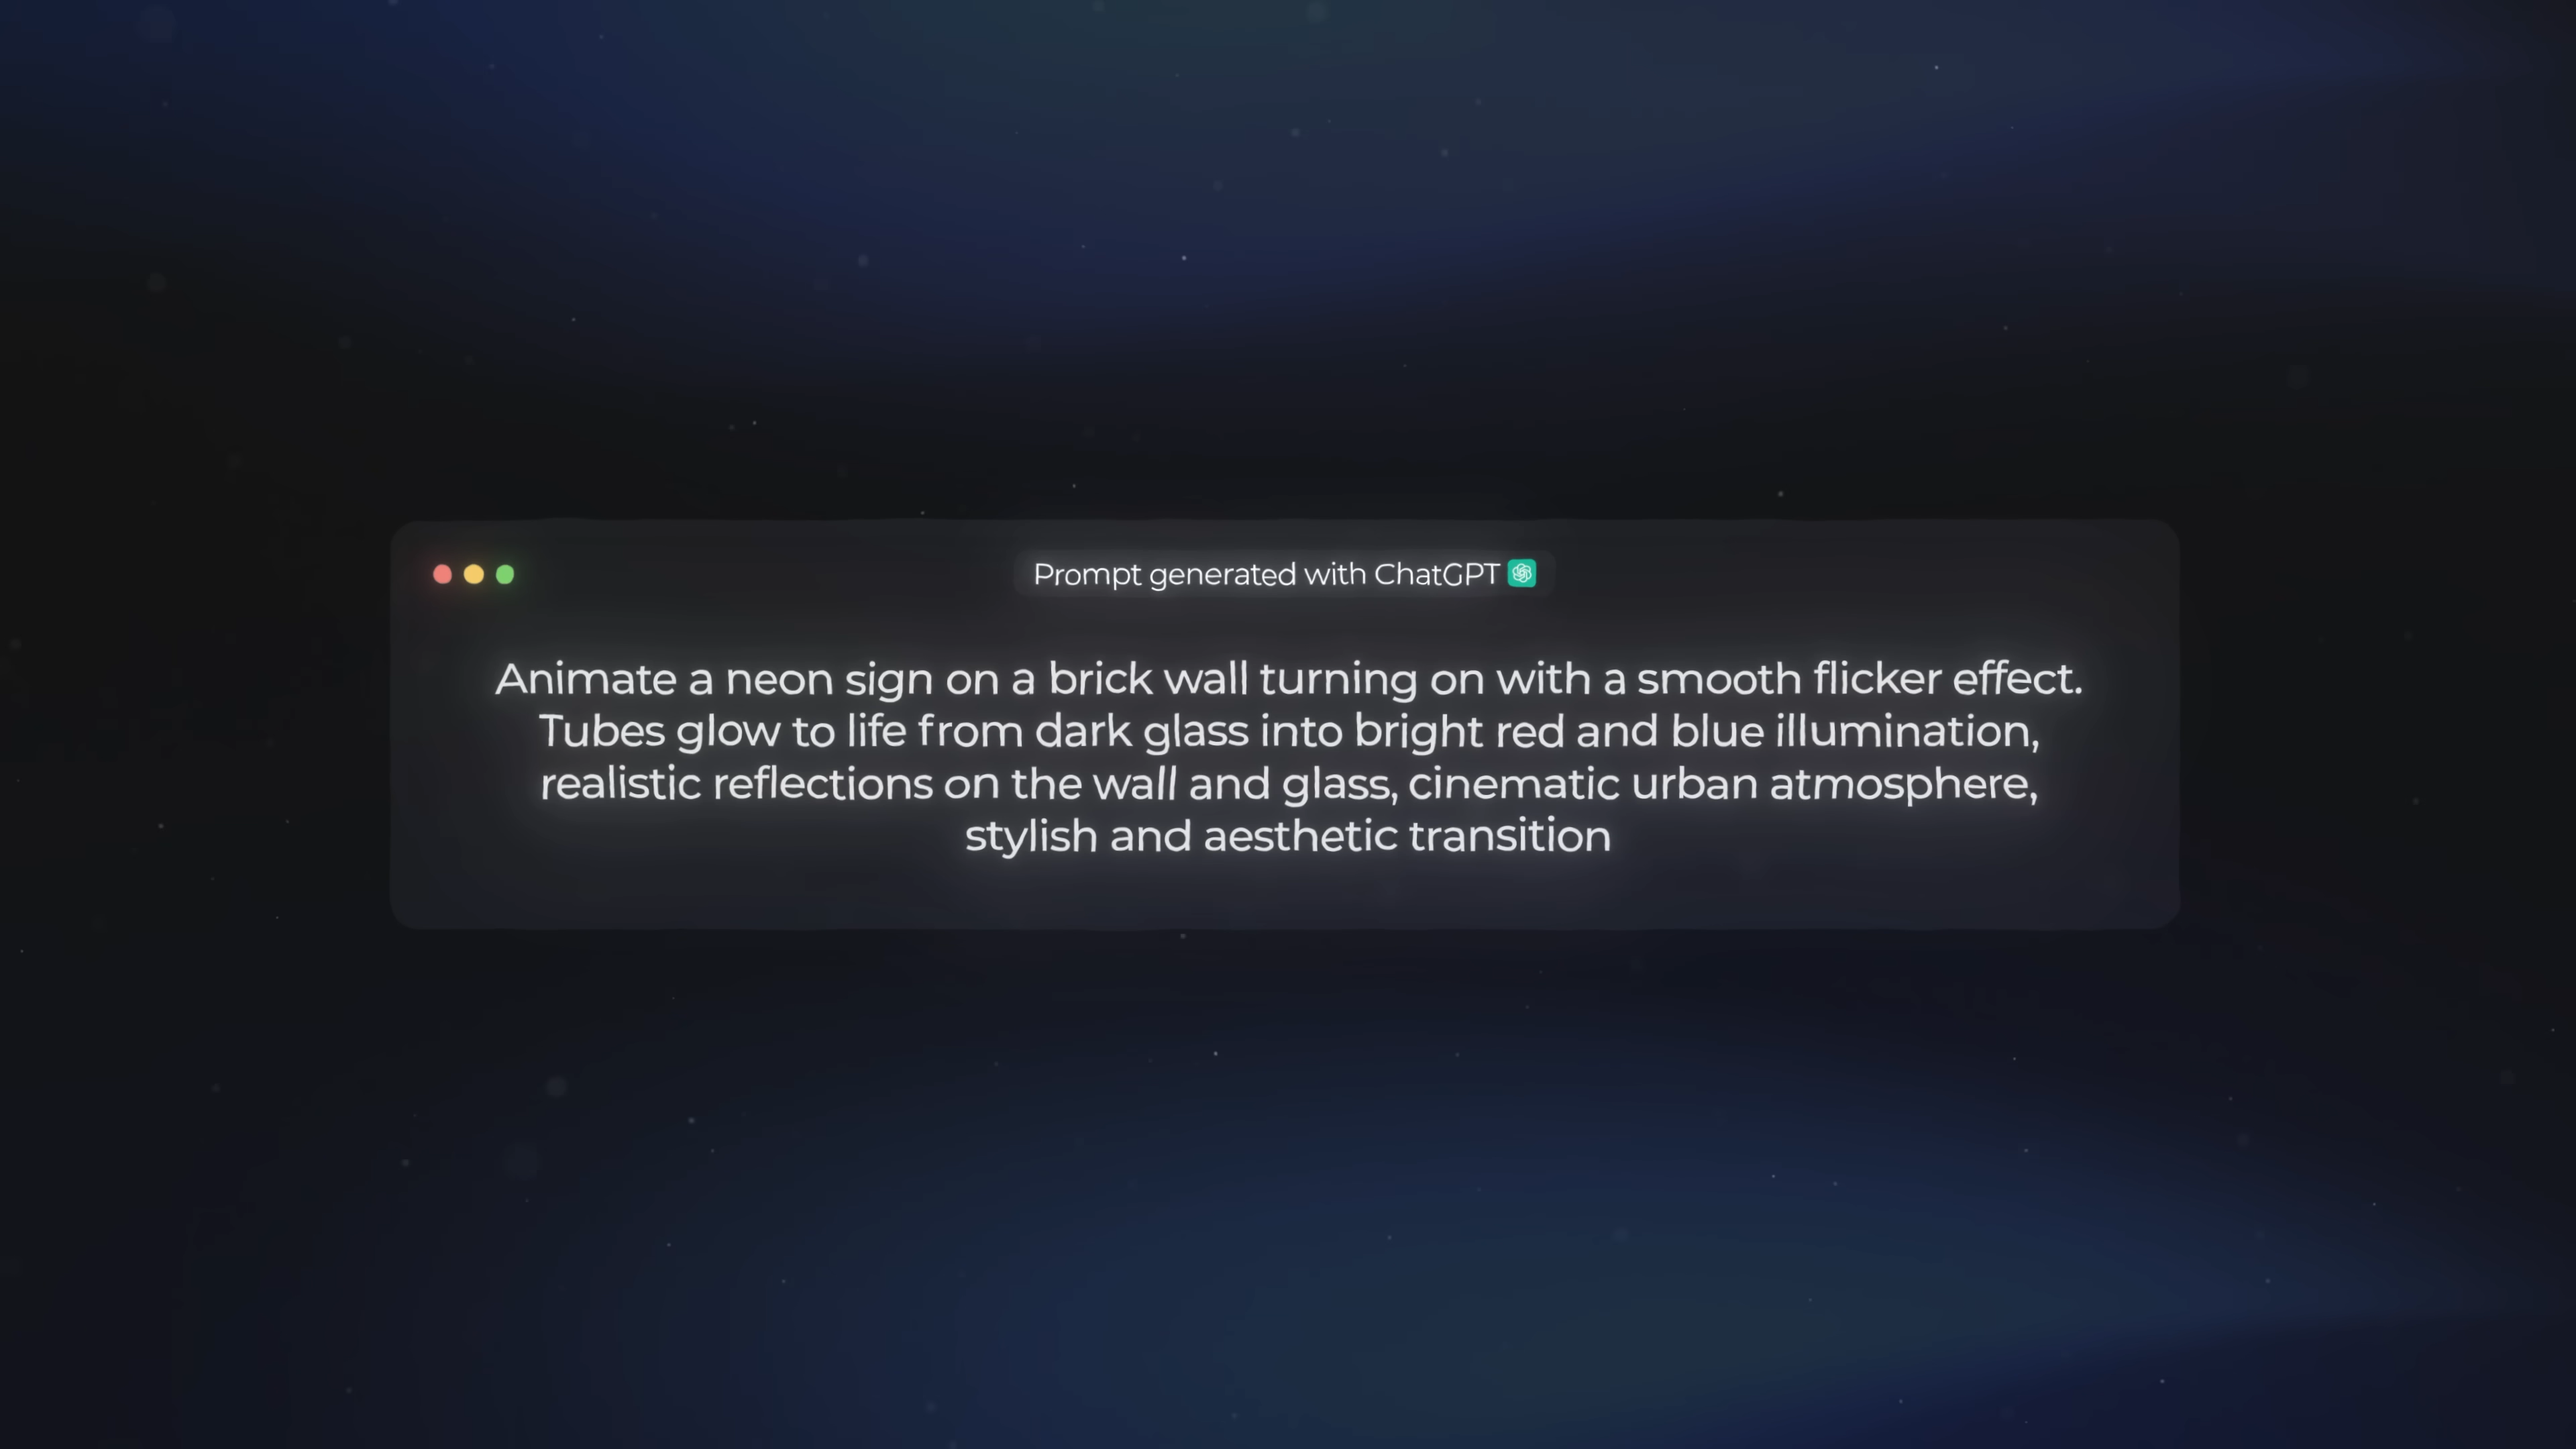 Prompt generated with ChatGPT
Animate a neon sign on a brick wall turning on with a smooth flicker effect.
Tubes glow to life from dark glass into bright red and blue illumination,
realistic reflections on the wall and glass, cinematic urban atmosphere,
stylish and aesthetic transition